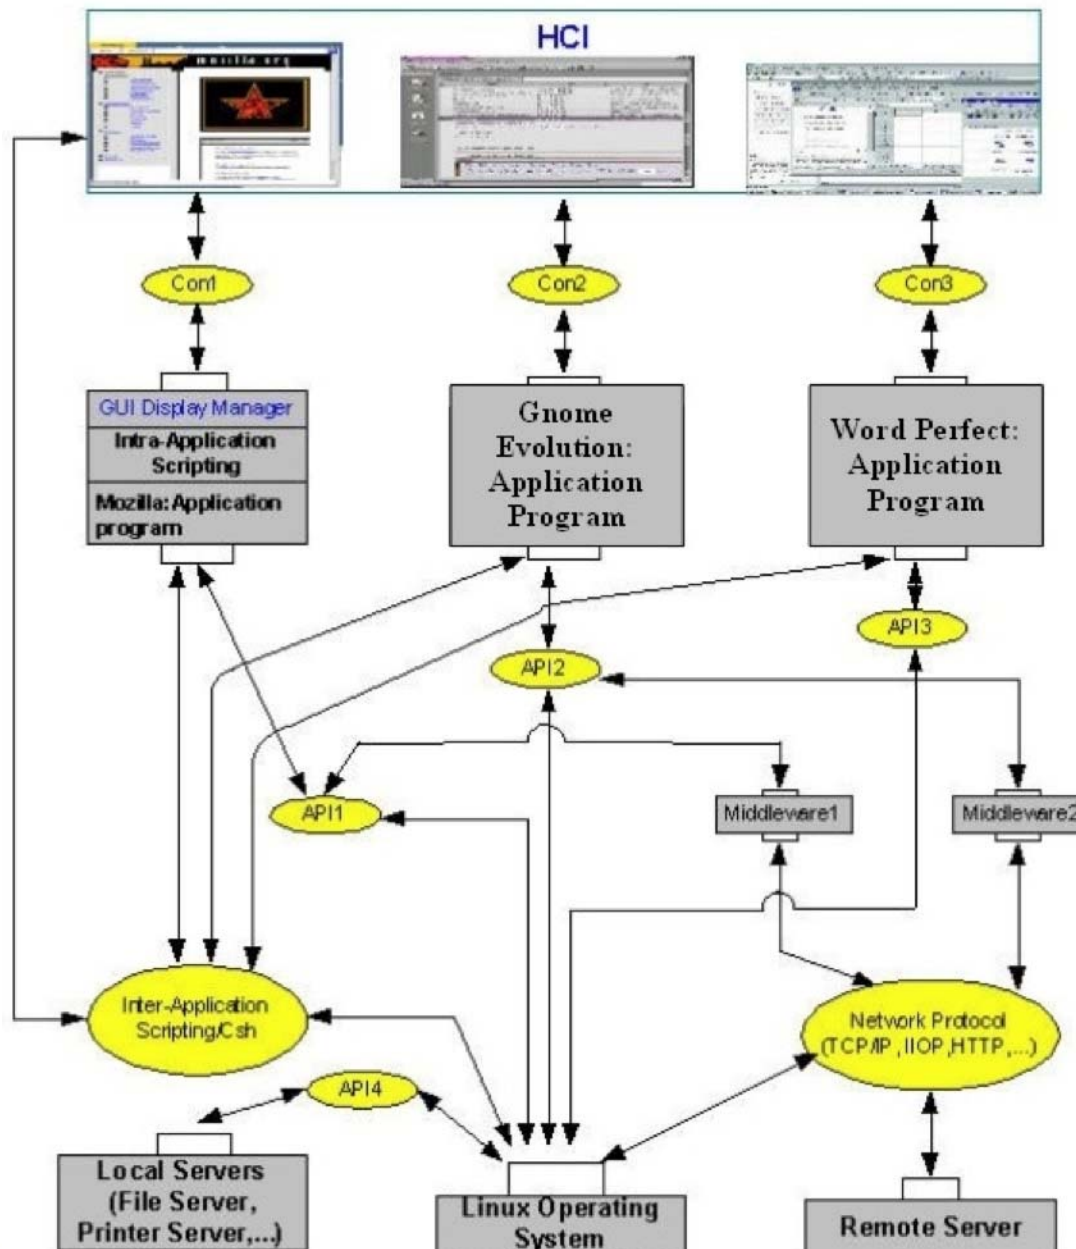 HCI
mozilla.org
Con1
Con2
Con3
GUI Display Manager
Intra-Application
Scripting
Mozilla: Application
program
Gnome
Evolution:
Application
Program
Word Perfect:
Application
Program
API3
API2
API1
Middleware1
Middleware2
Inter-Application
Scripting/Csh
Network Protocol
(TCP/IP,IIOP,HTTP,...)
API4
Local Servers
(File Server,
Printer Server,...)
Linux Operating
System
Remote Server